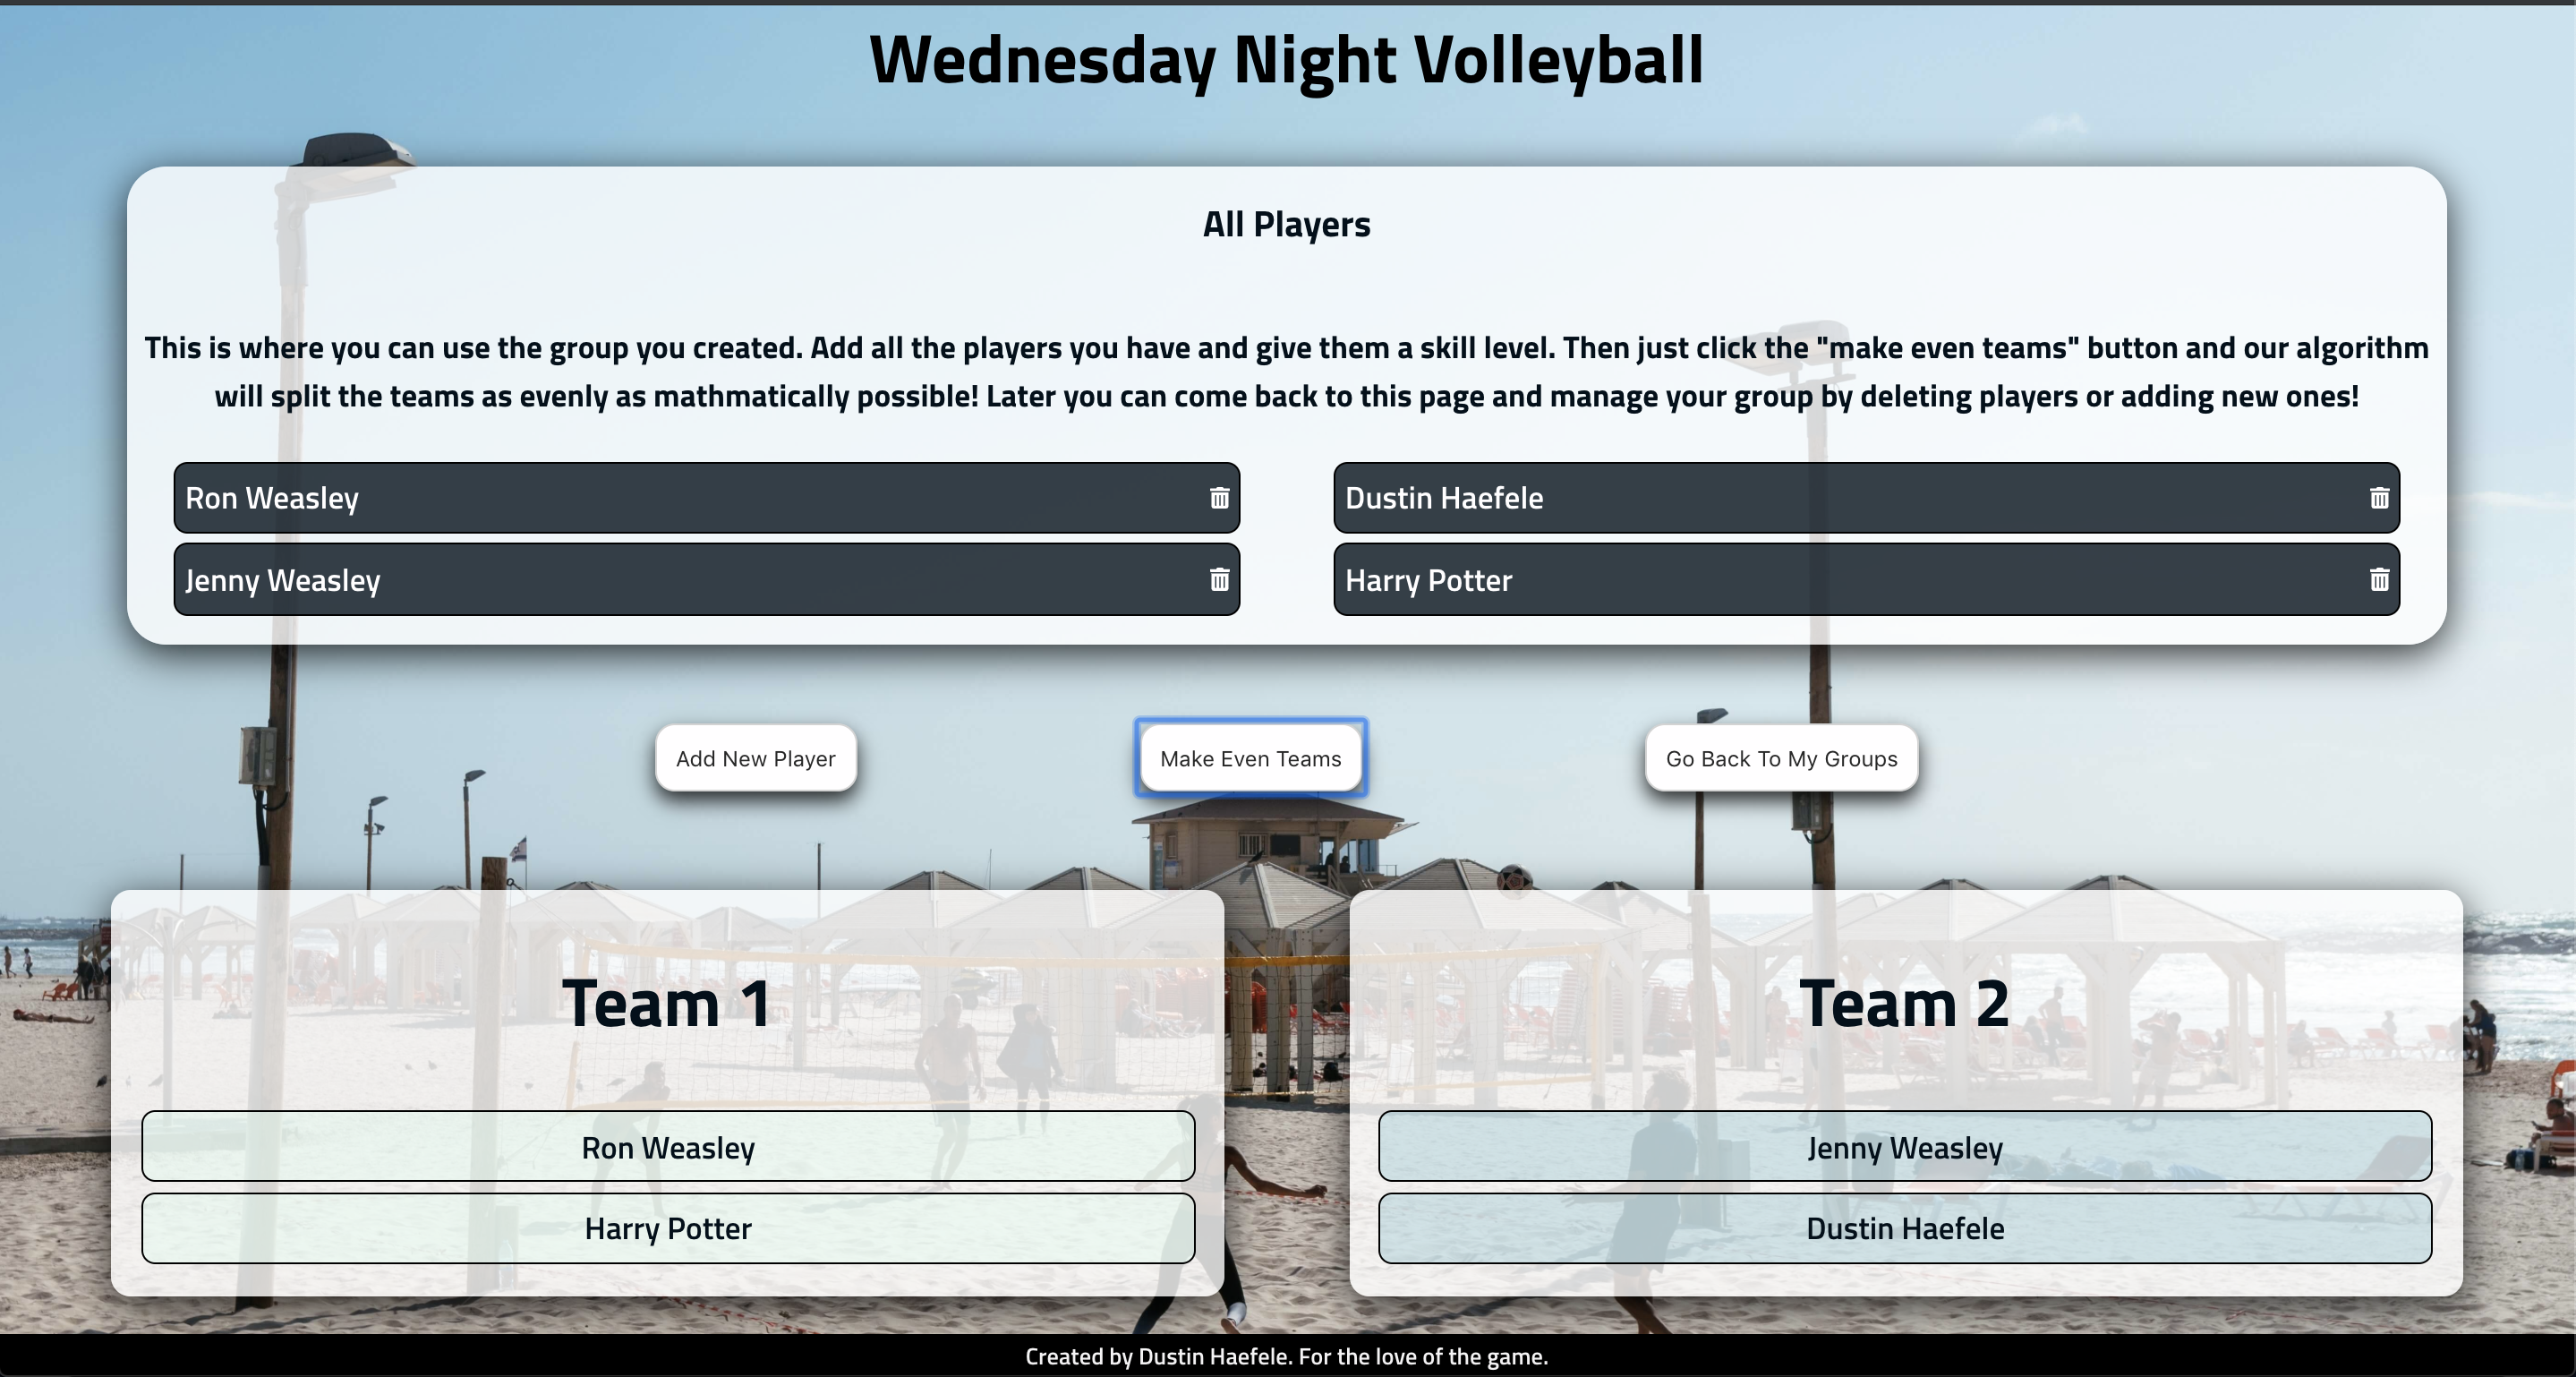 Wednesday Night Volleyball
All Players
This is where you can use the group you created. Add all the players you have and give them a skill level. Then just click the "make even teams" button and our algorithm
will split the teams as evenly as mathmatically possible! Later you can come back to this page and manage your group by deleting players or adding new ones!
Ron Weasley
Dustin Haefele
Jenny Weasley
Harry Potter
Add New Player
Make Even Teams
Go Back To My Groups
Team 1
Ron Weasley
Harry Potter
Team 2
Jenny Weasley
Dustin Haefele
Created by Dustin Haefele. For the love of the game.